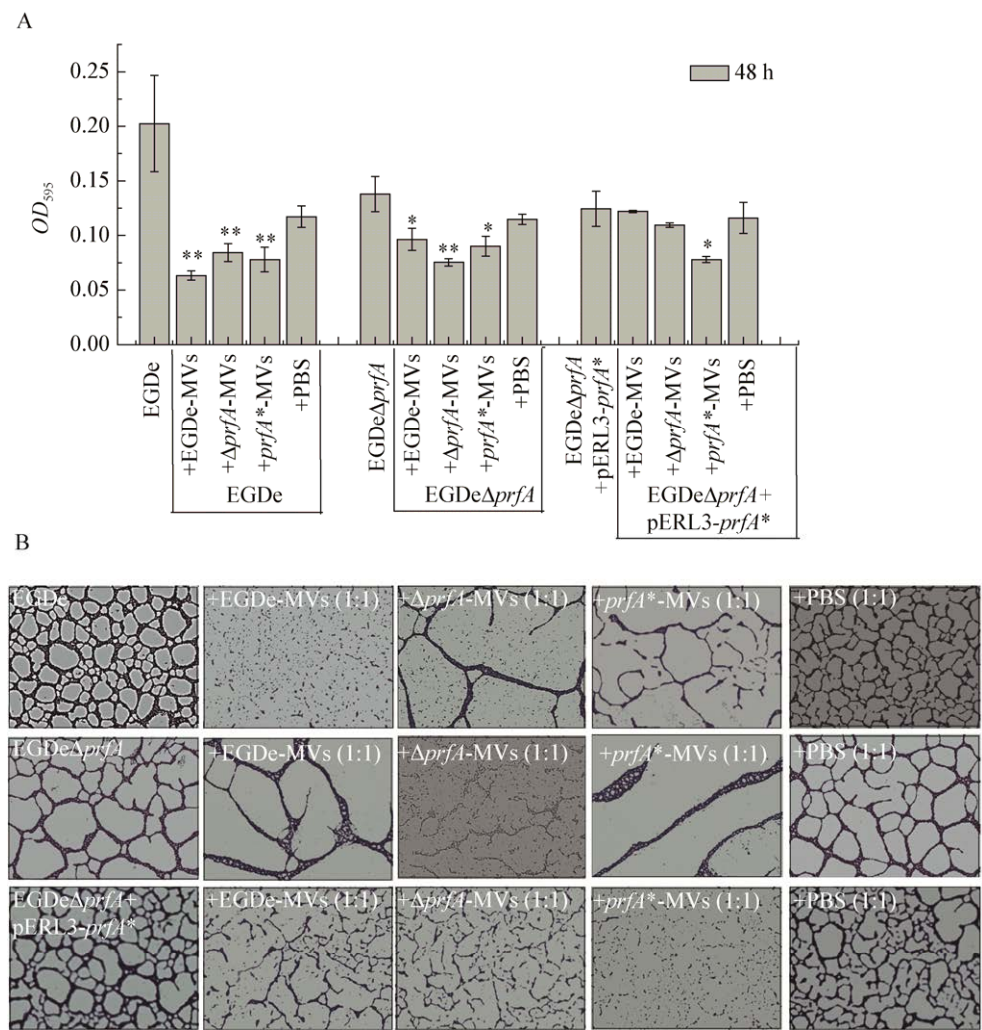 A
48 h
OD595
0.25
0.20
0.15
0.10
0.05
0.00
** ** **
* ** *
*
EGDe
+EGDe-MVs
+ΔprfA-MVs
+prfA*-MVs
+PBS
EGDe
EGDeΔprfA
+EGDe-MVs
+ΔprfA-MVs
+prfA*-MVs
+PBS
EGDeΔprfA
EGDeΔprfA
+pERL3-prfA*
+EGDe-MVs
+ΔprfA-MVs
+prfA*-MVs
+PBS
EGDeΔprfA+
pERL3-prfA*
B
EGDe +EGDe-MVs (1:1) +ΔprfA-MVs (1:1) +prfA*-MVs (1:1) +PBS (1:1)
EGDeΔprfA +EGDe-MVs (1:1) +ΔprfA-MVs (1:1) +prfA*-MVs (1:1) +PBS (1:1)
EGDeΔprfA+ +EGDe-MVs (1:1) +ΔprfA-MVs (1:1) +prfA*-MVs (1:1) +PBS (1:1)
pERL3-prfA*